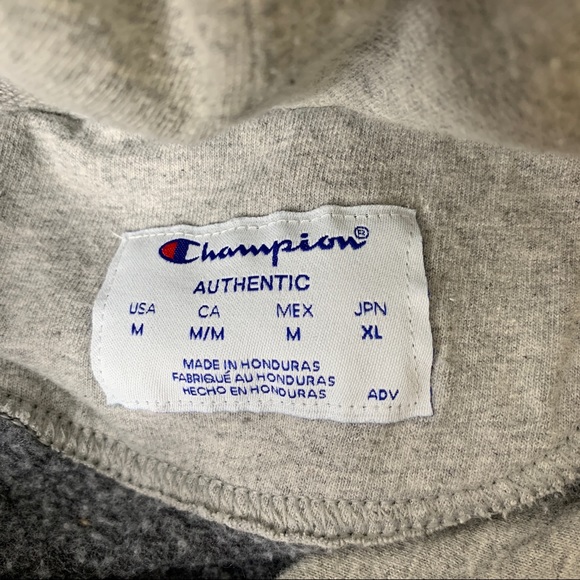 Champion®
AUTHENTIC
USA CA MEX JPN
M M/M M XL
MADE IN HONDURAS
FABRIQUÉ AU HONDURAS
HECHO EN HONDURAS ADV